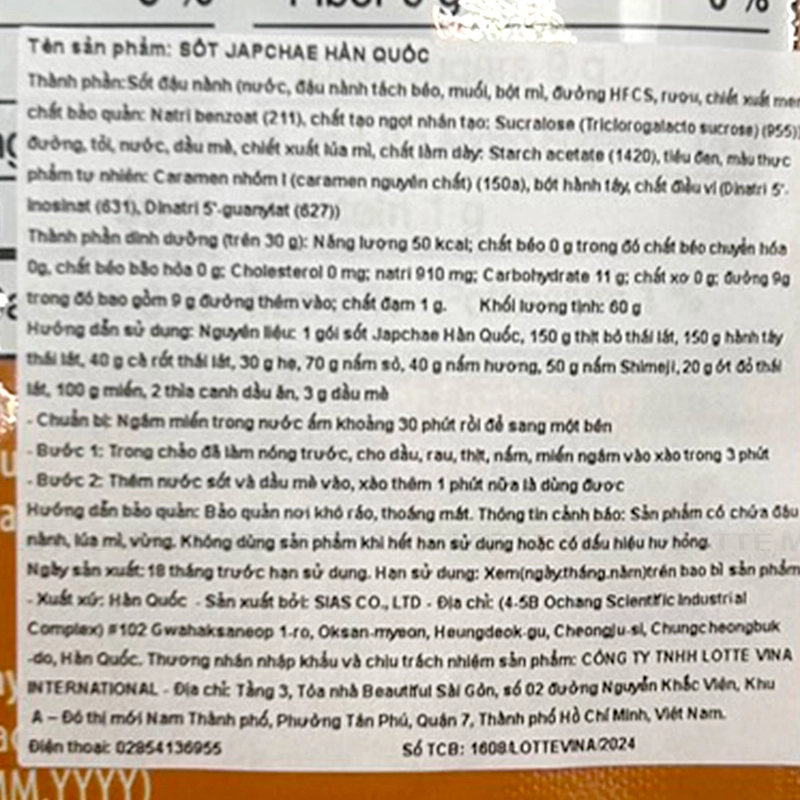 Tên sản phẩm: SỐT JAPCHAE HÀN QUỐC
Thành phần:Sốt đậu nành (nước, đậu nành tách béo, muối, bột mì, đường HFCS, rượu, chiết xuất men
chất bảo quản: Natri benzoat (211), chất tạo ngọt nhân tạo: Sucralose (Triclorogalacto sucrose) (955))
đường, tỏi, nước, dầu mè, chiết xuất lúa mì, chất làm dày: Starch acetate (1420), tiêu đen, màu thực
phẩm tự nhiên: Caramen nhóm I (caramen nguyên chất) (150a), bột hành tây, chất điều vị (Dinatri 5'-
inosinat (631), Dinatri 5'-guanylat (627))
Thành phần dinh dưỡng (trên 30 g): Năng lượng 50 kcal; chất béo 0 g trong đó chất béo chuyển hóa
0g, chất béo bão hòa 0 g; Cholesterol 0 mg; natri 910 mg; Carbohydrate 11 g; chất xơ 0 g; đường 9g
trong đó bao gồm 9 g đường thêm vào; chất đạm 1 g. Khối lượng tịnh: 60 g
Hướng dẫn sử dụng: Nguyên liệu: 1 gói sốt Japchae Hàn Quốc, 150 g thịt bò thái lát, 150 g hành tây
thái lát, 40 g cà rốt thái lát, 30 g hẹ, 70 g nấm sò, 40 g nấm hương, 50 g nấm Shimeji, 20 g ớt đỏ thái
lát, 100 g miến, 2 thìa canh dầu ăn, 3 g dầu mè
- Chuẩn bị: Ngâm miến trong nước ấm khoảng 30 phút rồi để sang một bên
- Bước 1: Trong chảo đã làm nóng trước, cho dầu, rau, thịt, nấm, miến ngâm vào xào trong 3 phút
- Bước 2: Thêm nước sốt và dầu mè vào, xào thêm 1 phút nữa là dùng được
Hướng dẫn bảo quản: Bảo quản nơi khô ráo, thoáng mát. Thông tin cảnh báo: Sản phẩm có chứa đậu
nành, lúa mì, vừng. Không dùng sản phẩm khi hết hạn sử dụng hoặc có dấu hiệu hư hỏng.
Ngày sản xuất: 18 tháng trước hạn sử dụng. Hạn sử dụng: Xem(ngày.tháng.năm)trên bao bì sản phẩm
- Xuất xứ: Hàn Quốc - Sản xuất bởi: SIAS CO., LTD - Địa chỉ: (4-5B Ochang Scientific Industrial
Complex) #102 Gwahaksaneop 1-ro, Oksan-myeon, Heungdeok-gu, Cheongju-si, Chungcheongbuk
-do, Hàn Quốc. Thương nhân nhập khẩu và chịu trách nhiệm sản phẩm: CÔNG TY TNHH LOTTE VINA
INTERNATIONAL - Địa chỉ: Tầng 3, Tòa nhà Beautiful Sài Gòn, số 02 đường Nguyễn Khắc Viện, Khu
A – Đô thị mới Nam Thành phố, Phường Tân Phú, Quận 7, Thành phố Hồ Chí Minh, Việt Nam.
Điện thoại: 02854136955 Số TCB: 1608/LOTTEVINA/2024
MM.YYYY)